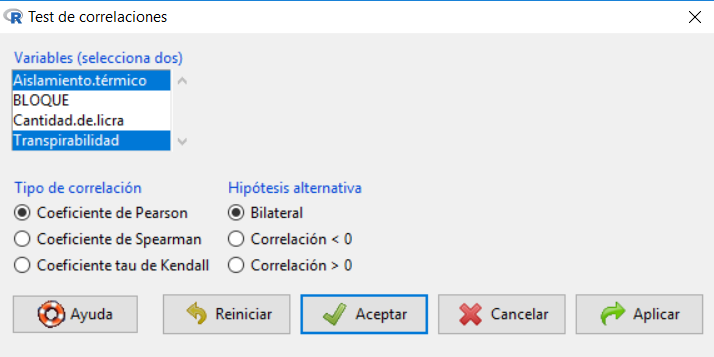 R Test de correlaciones
Variables (selecciona dos)
Aislamiento.térmico
BLOQUE
Cantidad.de.licra
Transpirabilidad
Tipo de correlación Hipótesis alternativa
Coeficiente de Pearson Bilateral
Coeficiente de Spearman Correlación < 0
Coeficiente tau de Kendall Correlación > 0
Ayuda Reiniciar Aceptar Cancelar Aplicar